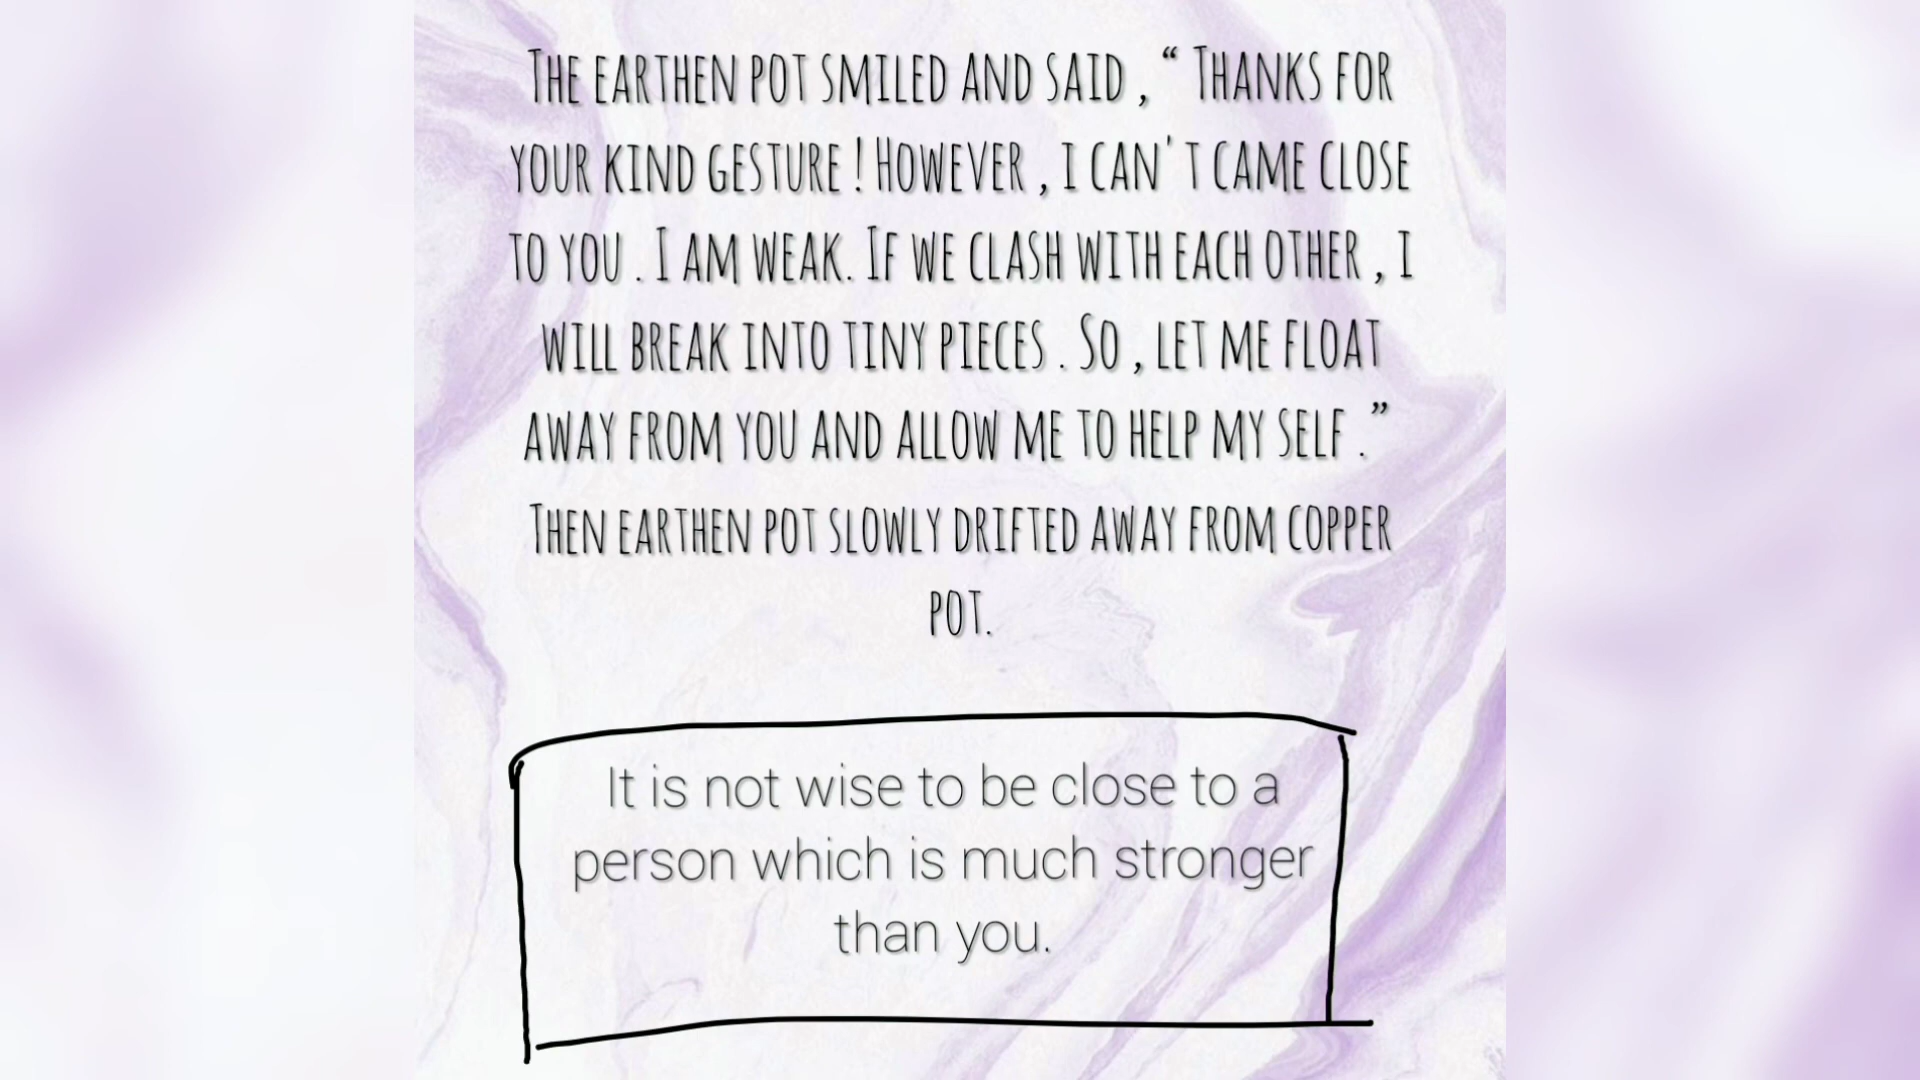 The earthen pot smiled and said , “ Thanks for
your kind gesture ! However , i can' t came close
to you . I am weak. If we clash with each other , i
will break into tiny pieces . So , let me float
away from you and allow me to help my self .”
Then earthen pot slowly drifted away from copper
pot.
It is not wise to be close to a
person which is much stronger
than you.